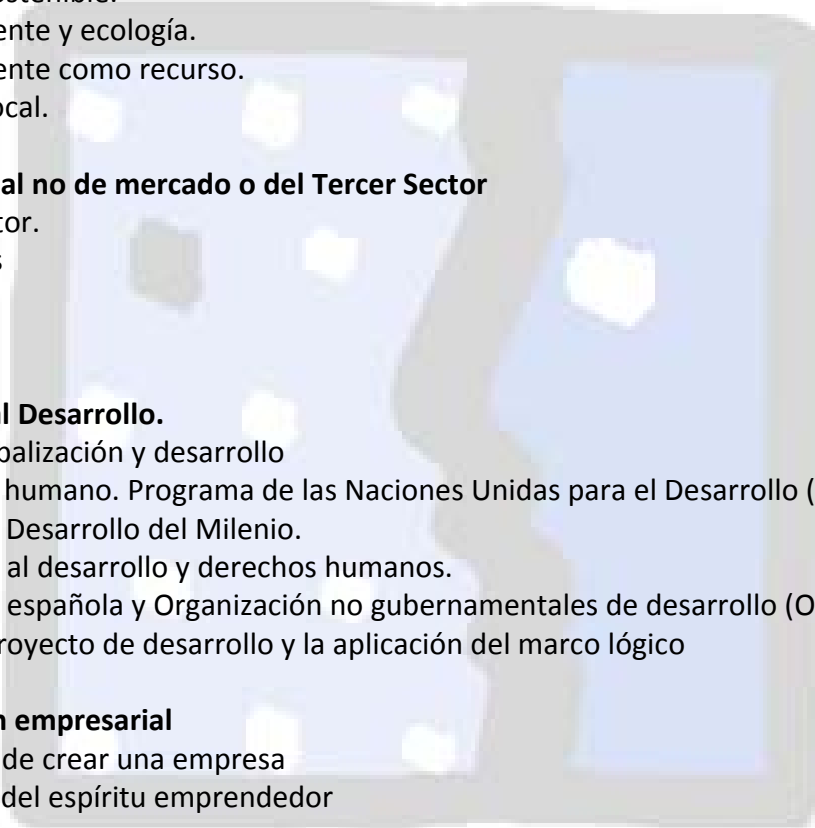 ostenible.
ente y ecología.
ente como recurso.
ocal.
al no de mercado o del Tercer Sector
tor.
s
l Desarrollo.
balización y desarrollo
humano. Programa de las Naciones Unidas para el Desarrollo (
Desarrollo del Milenio.
al desarrollo y derechos humanos.
española y Organización no gubernamentales de desarrollo (O
royecto de desarrollo y la aplicación del marco lógico
n empresarial
de crear una empresa
del espíritu emprendedor